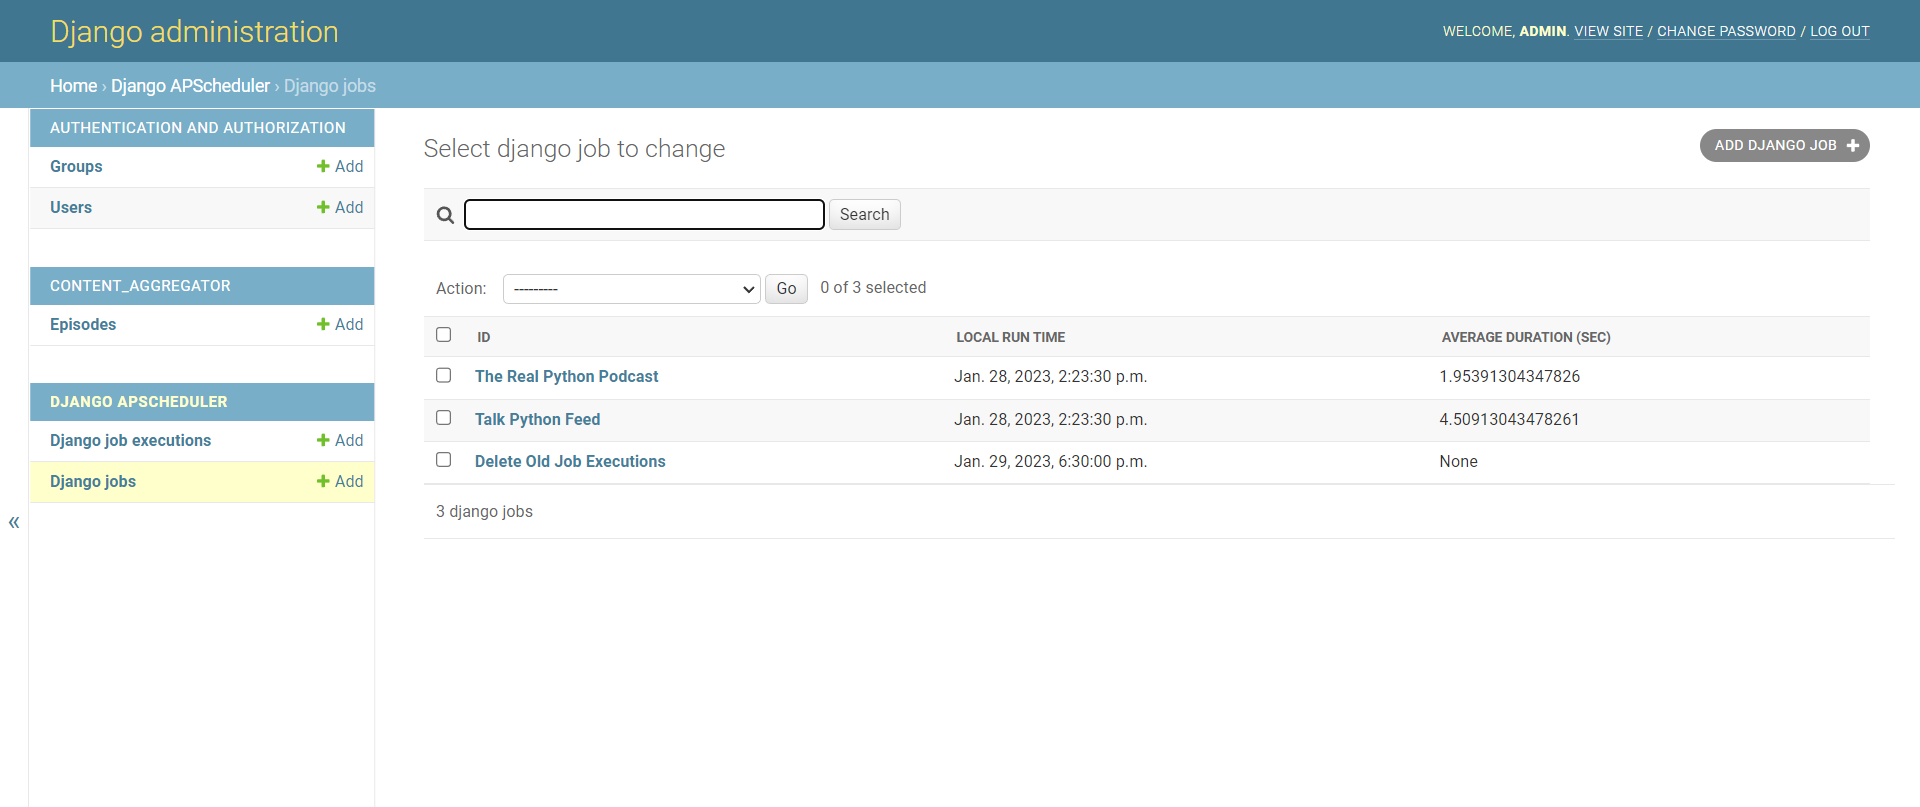 Django administration
WELCOME, ADMIN. VIEW SITE / CHANGE PASSWORD / LOG OUT
Home › Django APScheduler › Django jobs
AUTHENTICATION AND AUTHORIZATION
Groups + Add
Users + Add
CONTENT_AGGREGATOR
Episodes + Add
DJANGO APSCHEDULER
Django job executions + Add
Django jobs + Add
«
Select django job to change
ADD DJANGO JOB +
Search
Action: --------- Go 0 of 3 selected
ID LOCAL RUN TIME AVERAGE DURATION (SEC)
The Real Python Podcast Jan. 28, 2023, 2:23:30 p.m. 1.95391304347826
Talk Python Feed Jan. 28, 2023, 2:23:30 p.m. 4.50913043478261
Delete Old Job Executions Jan. 29, 2023, 6:30:00 p.m. None
3 django jobs